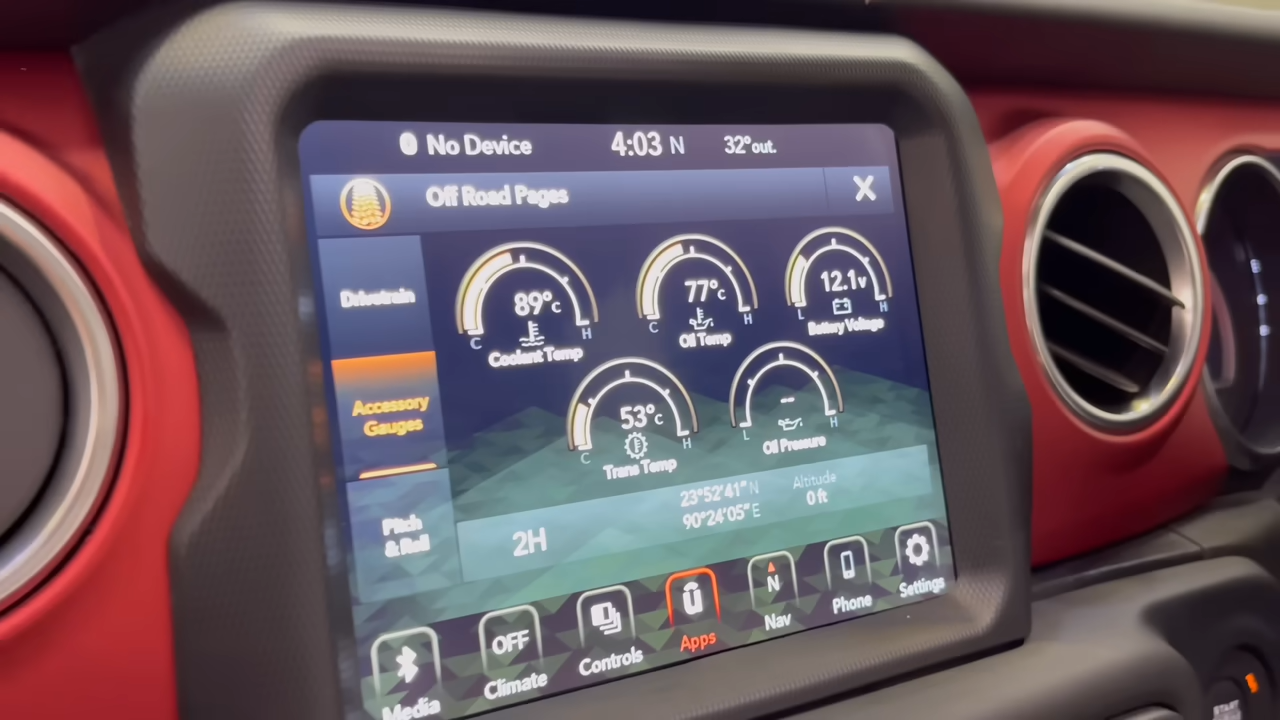 No Device 4:03 N 32° out.
Off Road Pages X
Drivetrain
Accessory
Gauges
Pitch
& Roll
89°C
C H
Coolant Temp
77°C
C H
Oil Temp
12.1v
L H
Battery Voltage
53°C
C H
Trans Temp
--
L H
Oil Pressure
2H
23°52'41" N
90°24'05" E
Altitude
0 ft
Media
OFF
Climate
Controls
Apps
N
Nav
Phone
Settings
START